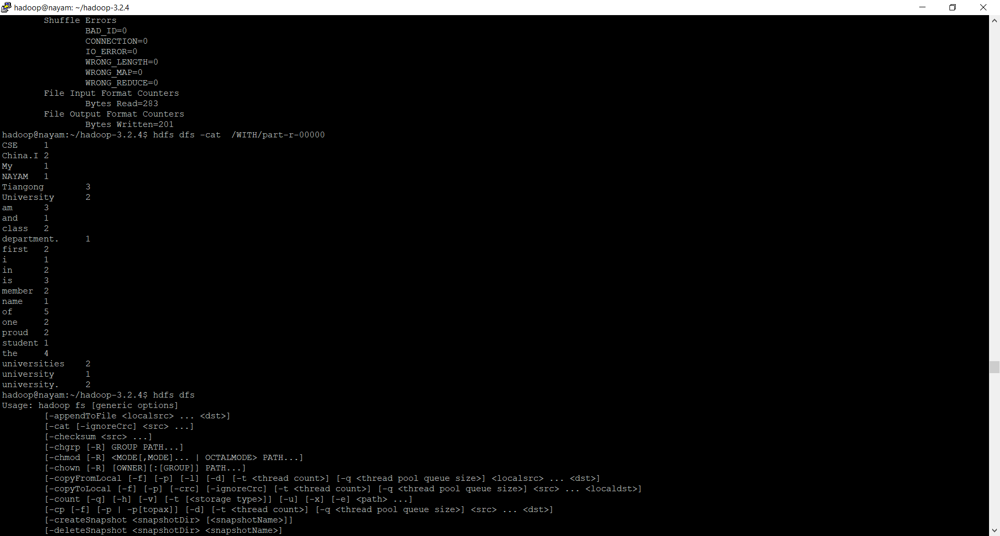 hadoop@nayam: ~/hadoop-3.2.4
Shuffle Errors
BAD_ID=0
CONNECTION=0
IO_ERROR=0
WRONG_LENGTH=0
WRONG_MAP=0
WRONG_REDUCE=0
File Input Format Counters
Bytes Read=283
File Output Format Counters
Bytes Written=201
hadoop@nayam:~/hadoop-3.2.4$ hdfs dfs -cat  /WITH/part-r-00000
CSE     1
China.I 2
My      1
NAYAM   1
Tiangong        3
University      2
am      3
and     1
class   2
department.     1
first   2
i       1
in      2
is      3
member  2
name    1
of      5
one     2
proud   2
student 1
the     4
universities    2
university      1
university.     2
hadoop@nayam:~/hadoop-3.2.4$ hdfs dfs
Usage: hadoop fs [generic options]
[-appendToFile <localsrc> ... <dst>]
[-cat [-ignoreCrc] <src> ...]
[-checksum <src> ...]
[-chgrp [-R] GROUP PATH...]
[-chmod [-R] <MODE[,MODE]... | OCTALMODE> PATH...]
[-chown [-R] [OWNER][:[GROUP]] PATH...]
[-copyFromLocal [-f] [-p] [-l] [-d] [-t <thread count>] [-q <thread pool queue size>] <localsrc> ... <dst>]
[-copyToLocal [-f] [-p] [-crc] [-ignoreCrc] [-t <thread count>] [-q <thread pool queue size>] <src> ... <localdst>]
[-count [-q] [-h] [-v] [-t [<storage type>]] [-u] [-x] [-e] <path> ...]
[-cp [-f] [-p | -p[topax]] [-d] [-t <thread count>] [-q <thread pool queue size>] <src> ... <dst>]
[-createSnapshot <snapshotDir> [<snapshotName>]]
[-deleteSnapshot <snapshotDir> <snapshotName>]